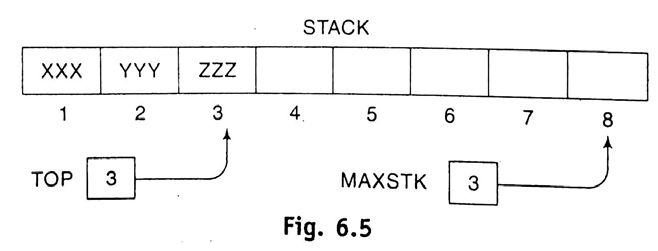 STACK
XXX YYY ZZZ
1 2 3 4 5 6 7 8
TOP 3 MAXSTK 3
Fig. 6.5